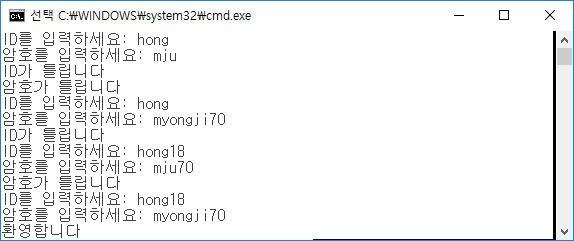 선택 C:₩WINDOWS₩system32₩cmd.exe
ID를 입력하세요: hong
암호를 입력하세요: mju
ID가 틀립니다
암호가 틀립니다
ID를 입력하세요: hong
암호를 입력하세요: myongji70
ID가 틀립니다
ID를 입력하세요: hong18
암호를 입력하세요: mju70
암호가 틀립니다
ID를 입력하세요: hong18
암호를 입력하세요: myongji70
환영합니다